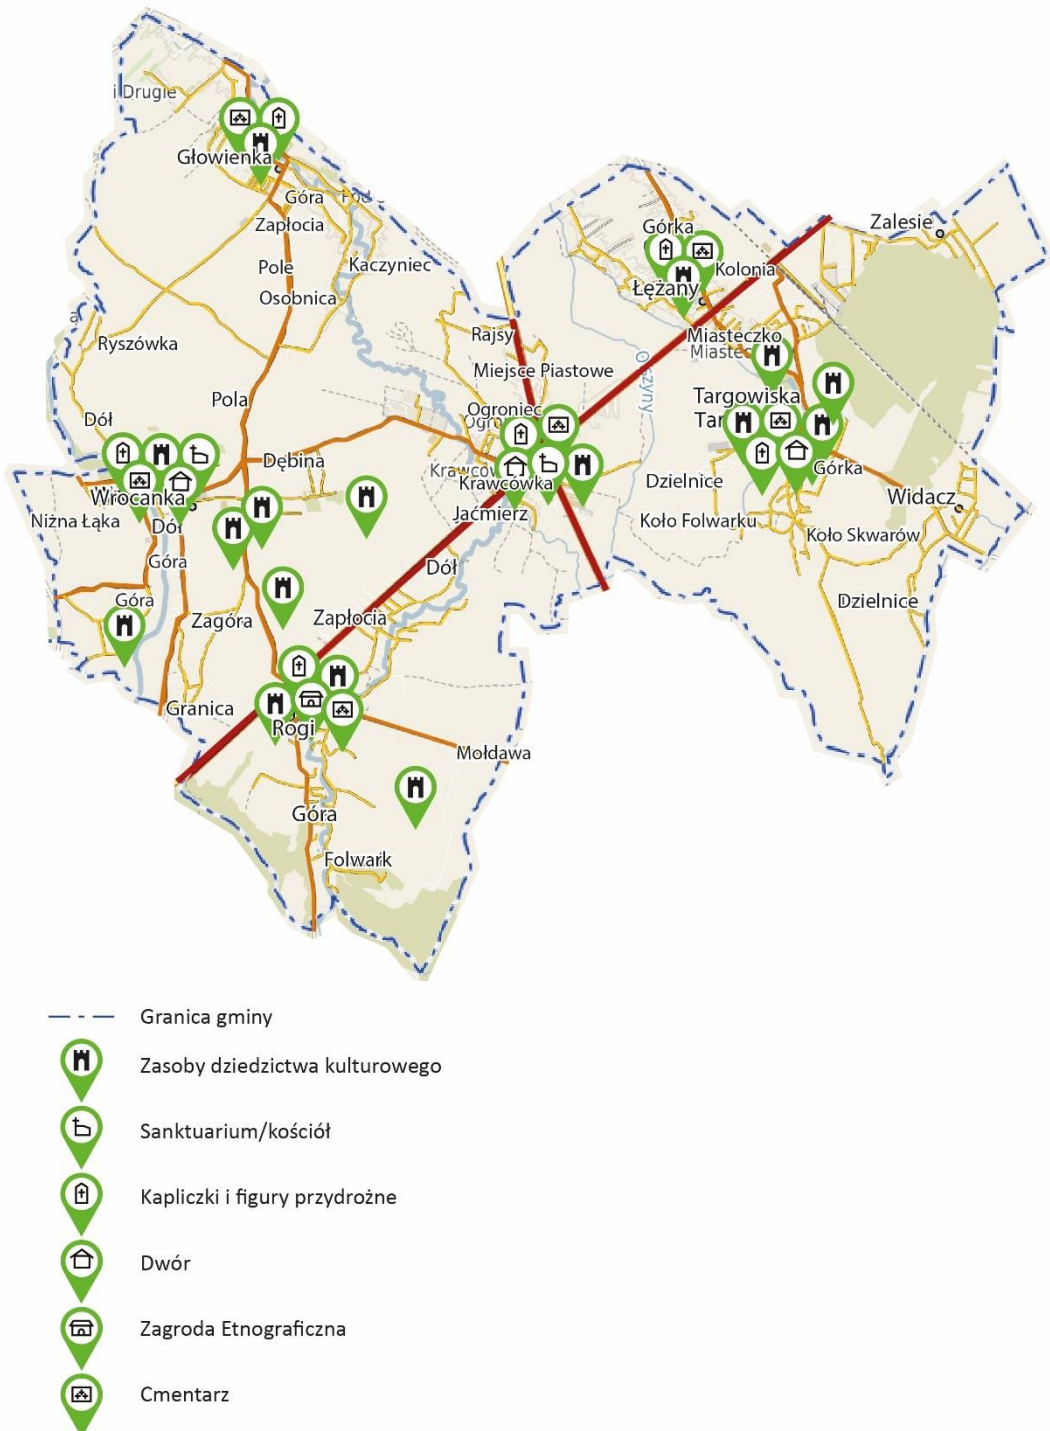 i Drugie
Głowienka
Góra
Zapłocia
Kaczyniec
Pole
Osobnica
Ryszówka
Górka
Zalesie
Kolonia
Łężany
Rajsy
Miasteczko
Miejsce Piastowe
Olszyny
Pola
Ogroniec
Targowiska
Dół
Dębina
Krawcówka
Górka
Dzielnice
Wrocanka
Widacz
Niżna Łąka
Dół
Jaćmierz
Koło Folwarku
Koło Skwarów
Góra
Dół
Góra
Zagóra
Zapłocia
Dzielnice
Granica
Rogi
Mołdawa
Góra
Folwark
Granica gminy
Zasoby dziedzictwa kulturowego
Sanktuarium/kościół
Kapliczki i figury przydrożne
Dwór
Zagroda Etnograficzna
Cmentarz